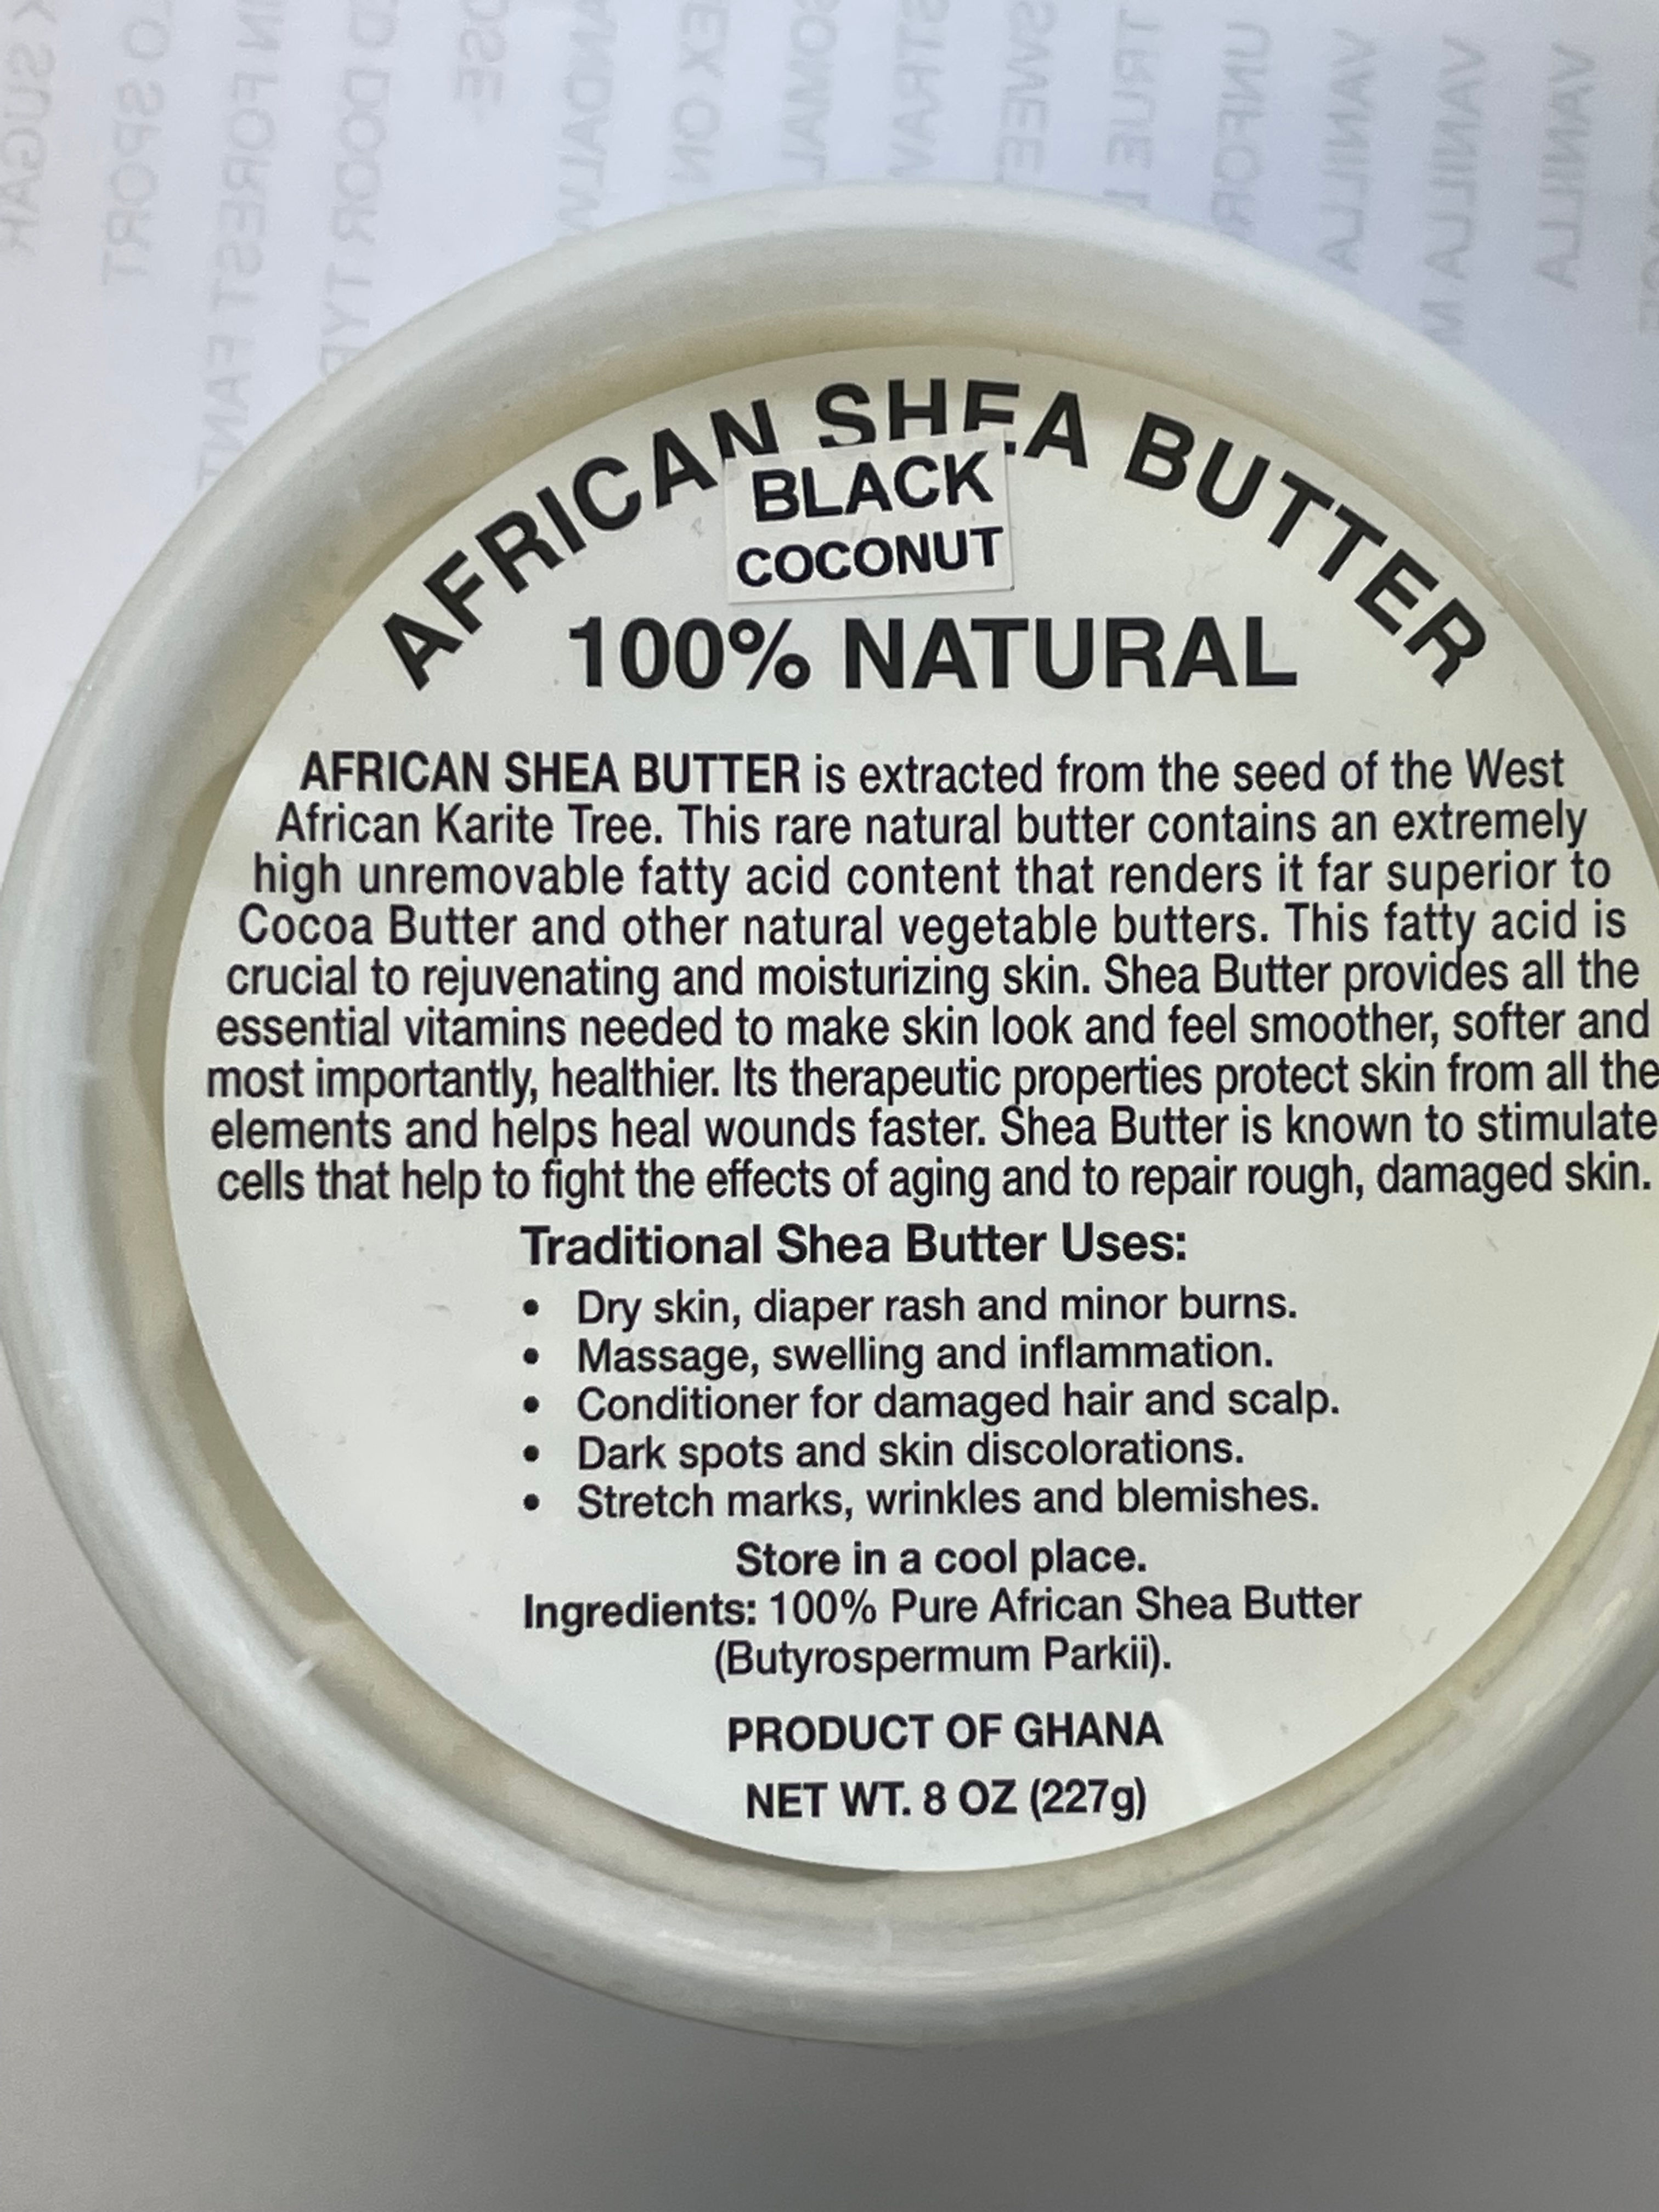 AFRICAN SHEA BUTTER
BLACK
COCONUT
100% NATURAL
AFRICAN SHEA BUTTER is extracted from the seed of the West
African Karite Tree. This rare natural butter contains an extremely
high unremovable fatty acid content that renders it far superior to
Cocoa Butter and other natural vegetable butters. This fatty acid is
crucial to rejuvenating and moisturizing skin. Shea Butter provides all the
essential vitamins needed to make skin look and feel smoother, softer and
most importantly, healthier. Its therapeutic properties protect skin from all the
elements and helps heal wounds faster. Shea Butter is known to stimulate
cells that help to fight the effects of aging and to repair rough, damaged skin.
Traditional Shea Butter Uses:
• Dry skin, diaper rash and minor burns.
• Massage, swelling and inflammation.
• Conditioner for damaged hair and scalp.
• Dark spots and skin discolorations.
• Stretch marks, wrinkles and blemishes.
Store in a cool place.
Ingredients: 100% Pure African Shea Butter
(Butyrospermum Parkii).
PRODUCT OF GHANA
NET WT. 8 OZ (227g)
SUGAR
SPORT
FOREST
DOOR
VANILLA
VANILLA
VANILLA